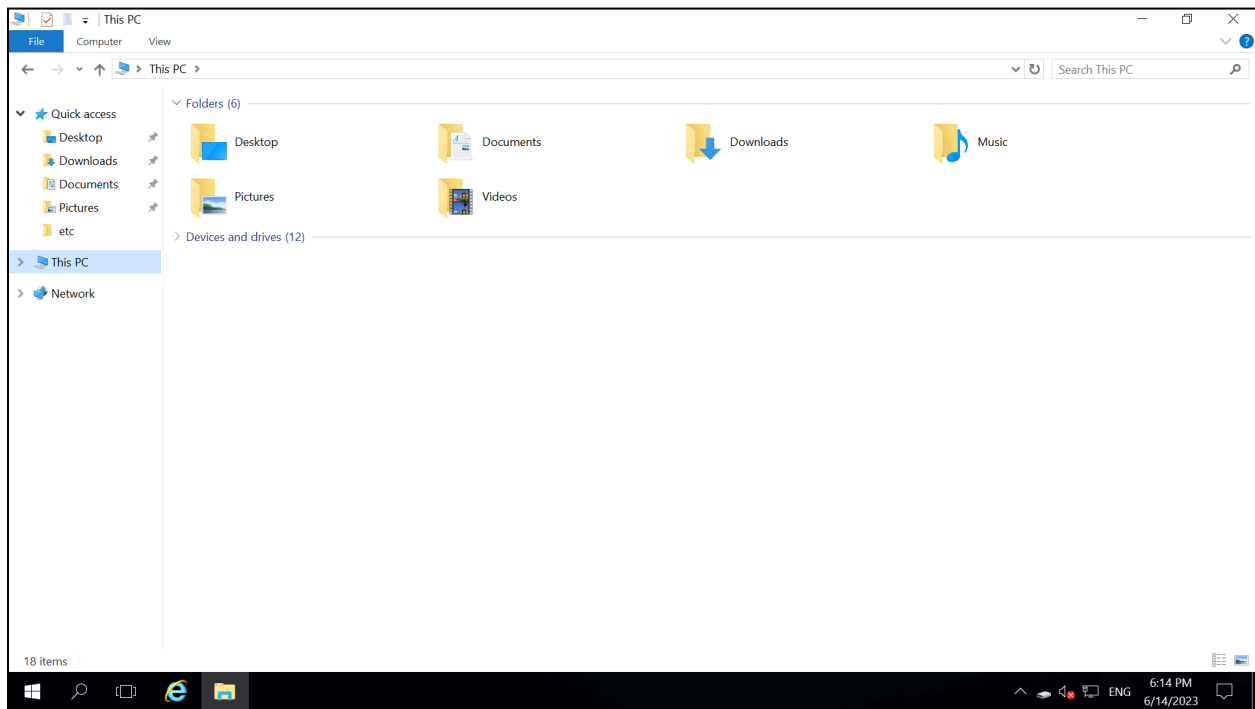 This PC
File Computer View
This PC
Search This PC
Quick access
Desktop
Downloads
Documents
Pictures
etc
This PC
Network
Folders (6)
Desktop Documents Downloads Music
Pictures Videos
Devices and drives (12)
18 items
ENG
6:14 PM
6/14/2023